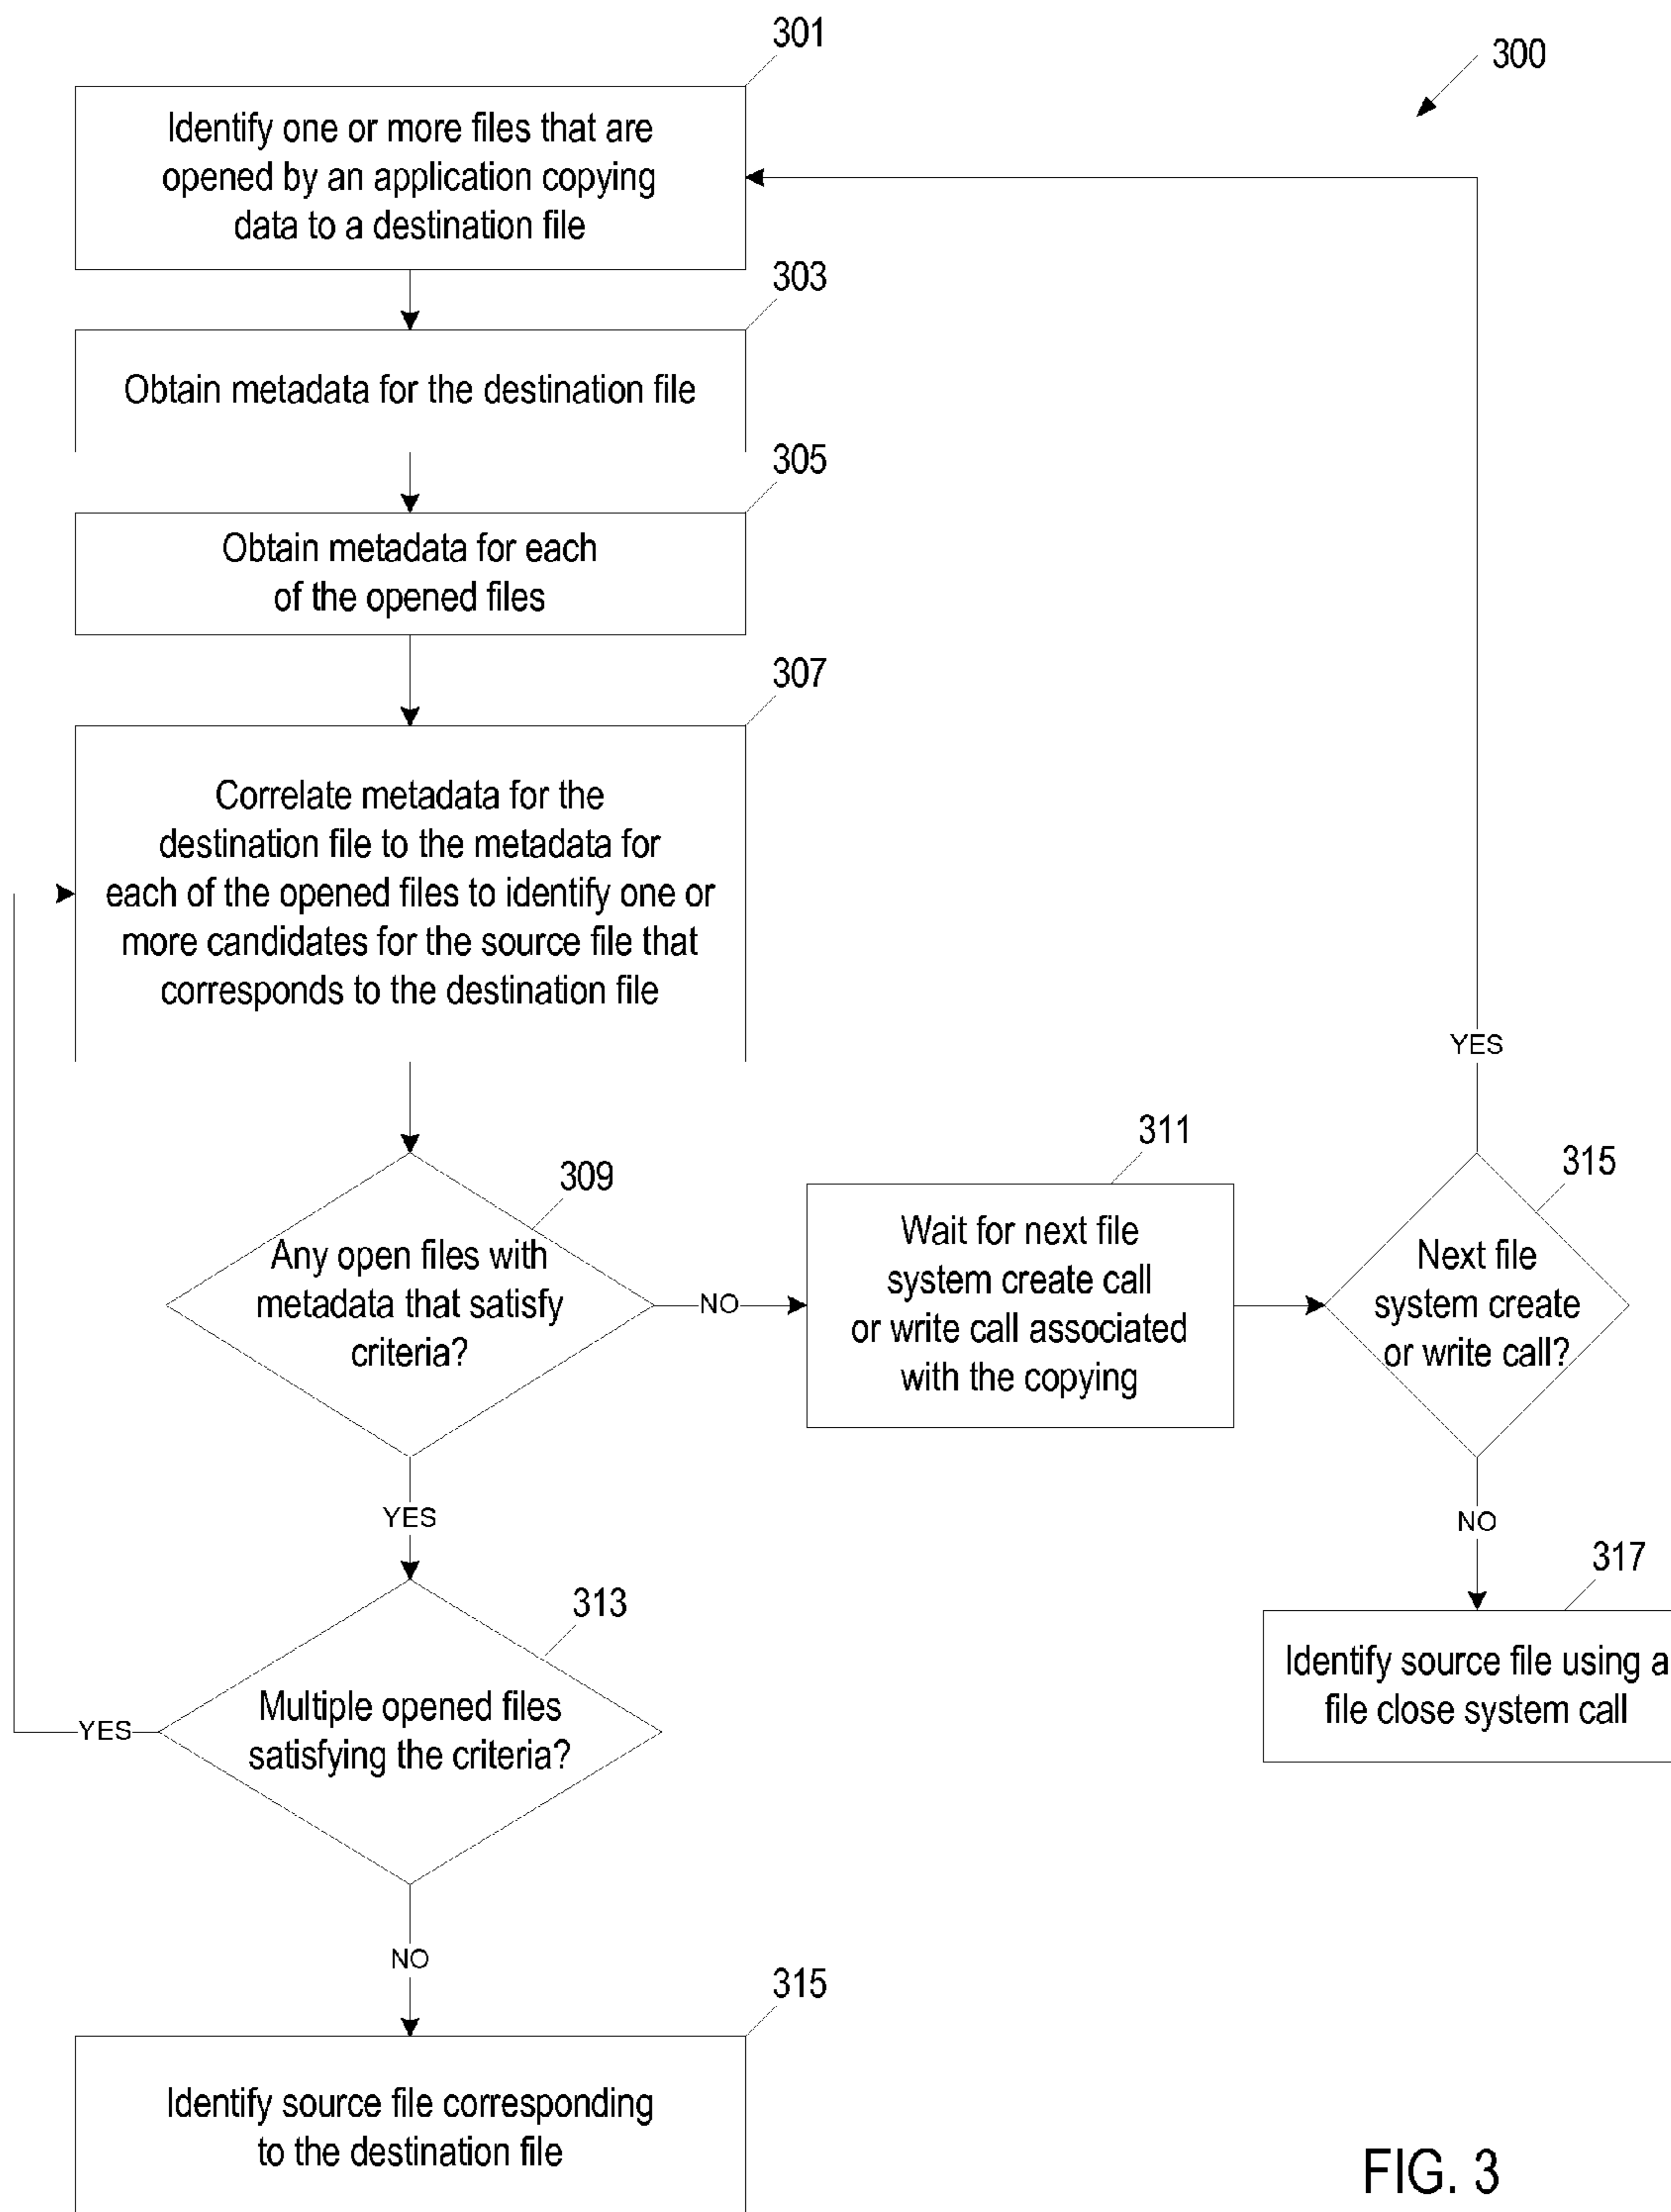 301
300
Identify one or more files that are
opened by an application copying
data to a destination file
303
Obtain metadata for the destination file
305
Obtain metadata for each
of the opened files
307
Correlate metadata for the
destination file to the metadata for
each of the opened files to identify one or
more candidates for the source file that
corresponds to the destination file
309
Any open files with
metadata that satisfy
criteria?
NO
311
Wait for next file
system create call
or write call associated
with the copying
YES
315
Next file
system create
or write call?
NO
317
Identify source file using a
file close system call
YES
313
Multiple opened files
satisfying the criteria?
YES
NO
315
Identify source file corresponding
to the destination file
FIG. 3